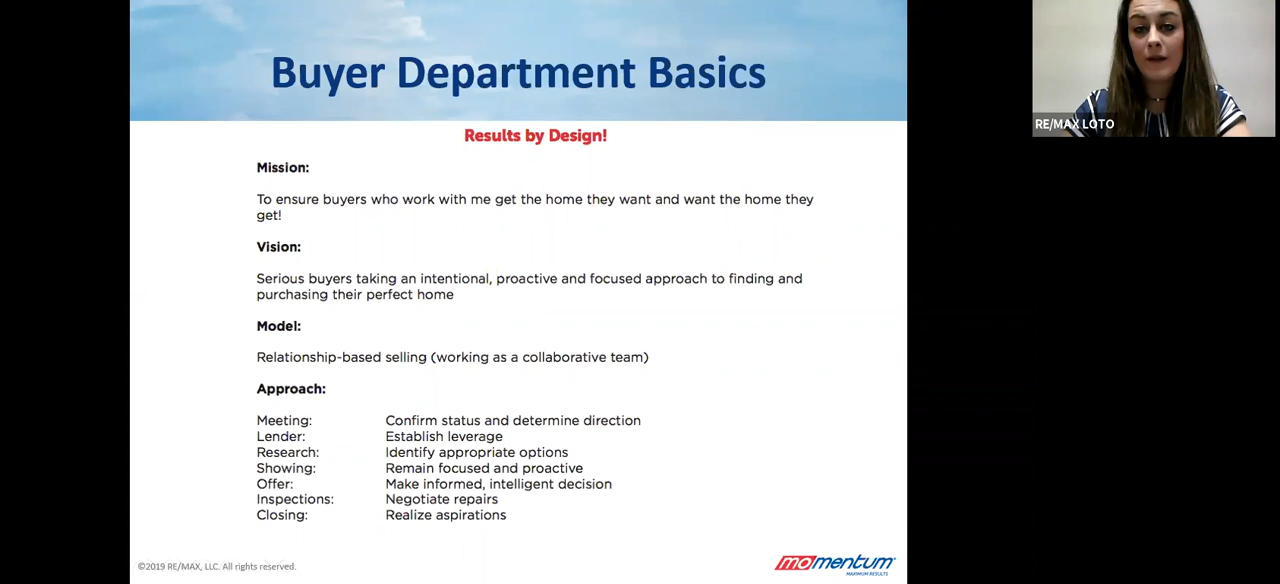 Buyer Department Basics
RE/MAX LOTO
Results by Design!
Mission:
To ensure buyers who work with me get the home they want and want the home they
get!
Vision:
Serious buyers taking an intentional, proactive and focused approach to finding and
purchasing their perfect home
Model:
Relationship-based selling (working as a collaborative team)
Approach:
Meeting: Confirm status and determine direction
Lender: Establish leverage
Research: Identify appropriate options
Showing: Remain focused and proactive
Offer: Make informed, intelligent decision
Inspections: Negotiate repairs
Closing: Realize aspirations
©2019 RE/MAX, LLC. All rights reserved.
momentum
MAXIMUM RESULTS